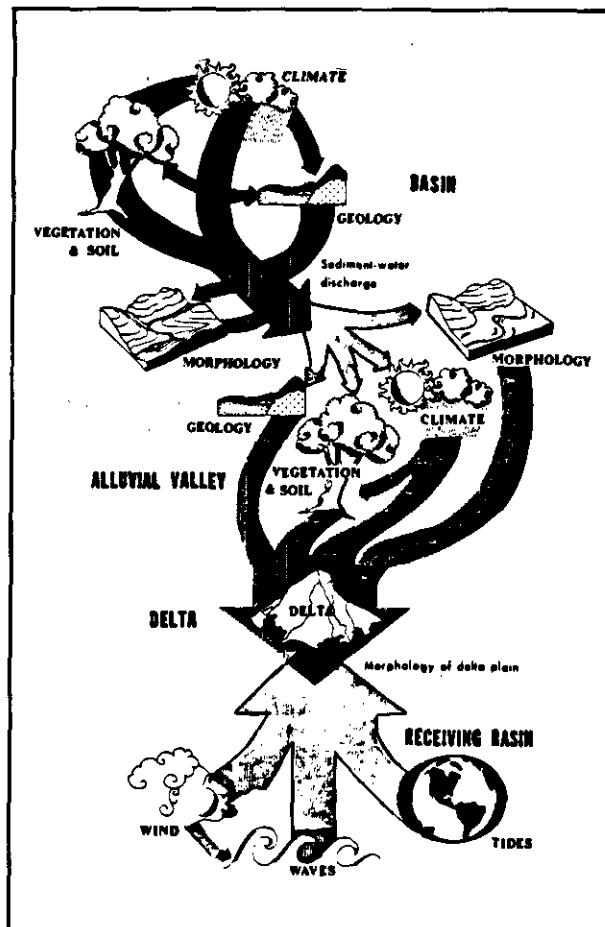 CLIMATE
BASIN
GEOLOGY
VEGETATION
& SOIL
Sediment-water
discharge
MORPHOLOGY
MORPHOLOGY
GEOLOGY
CLIMATE
ALLUVIAL VALLEY
VEGETATION
& SOIL
DELTA
DELTA
Morphology of delta plain
RECEIVING BASIN
WIND
WAVES
TIDES